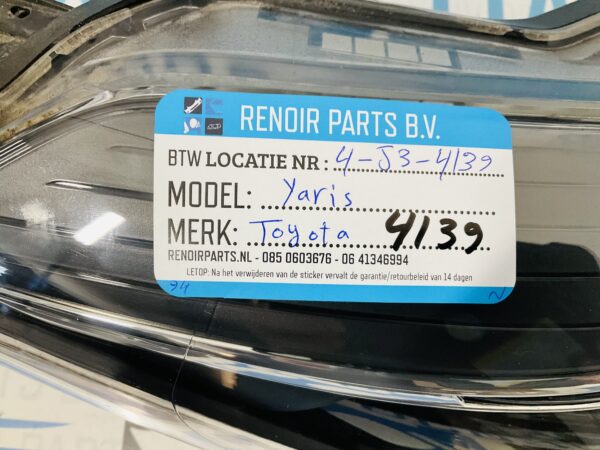 RENOIR PARTS B.V.
BTW LOCATIE NR : 4-J3-4139
MODEL: Yaris
MERK: Toyota 4139
RENOIRPARTS.NL - 085 0603676 - 06 41346994
LETOP: Na het verwijderen van de sticker vervalt de garantie/retourbeleid van 14 dagen
94 N